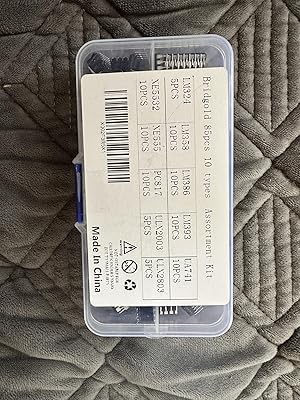 Bridgold 85pcs 10 types Assortment Kit
LM324 LM358 LM386 LM393 UA741
5PCS 10PCS 10PCS 10PCS 10PCS
NE5532 NE555 PC817 ULN2003 ULN2803
10PCS 10PCS 10PCS 5PCS 5PCS
Made In China